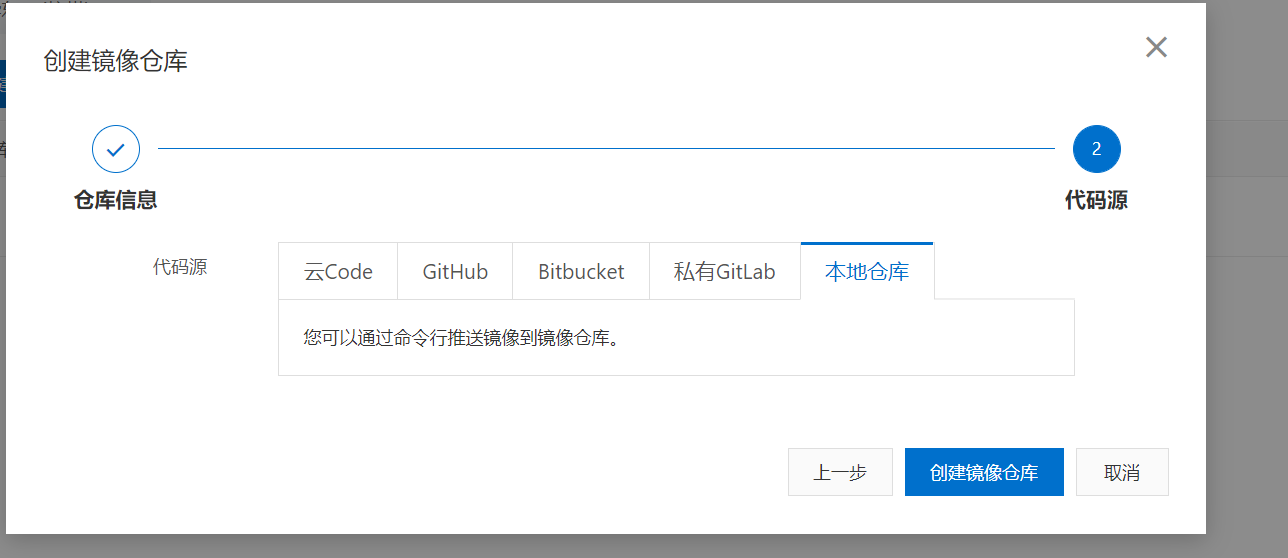 创建镜像仓库
2
仓库信息
代码源
代码源
云Code
GitHub
Bitbucket
私有GitLab
本地仓库
您可以通过命令行推送镜像到镜像仓库。
上一步
创建镜像仓库
取消